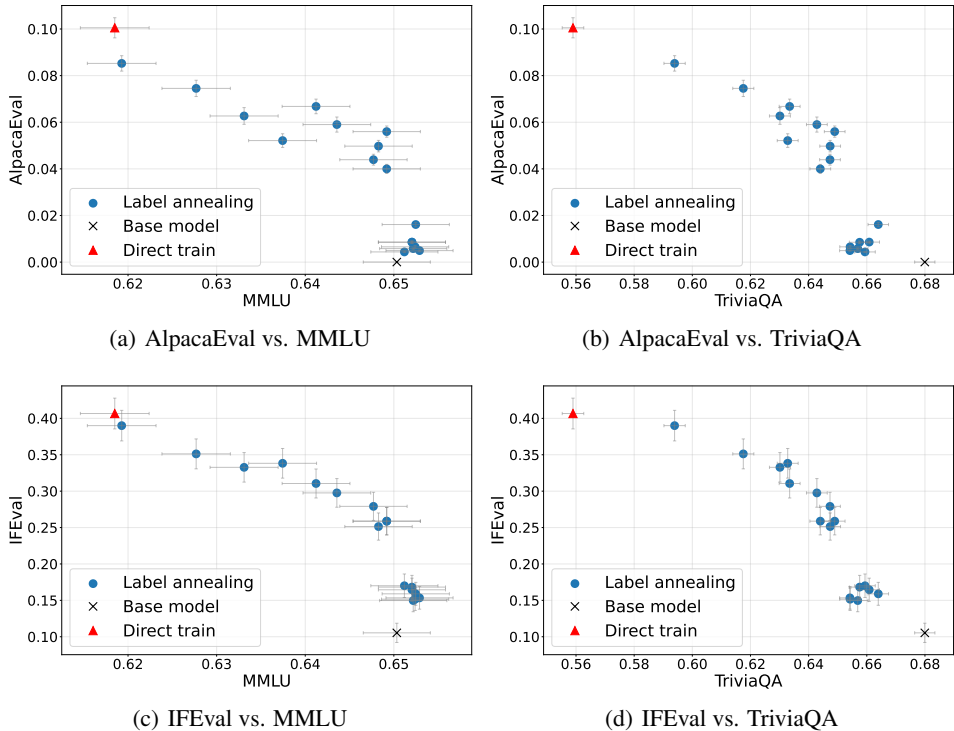 0.10
0.08
0.06
0.04
0.02
0.00
AlpacaEval
Label annealing
Base model
Direct train
0.62 0.63 0.64 0.65
MMLU
(a) AlpacaEval vs. MMLU
0.10
0.08
0.06
0.04
0.02
0.00
AlpacaEval
Label annealing
Base model
Direct train
0.56 0.58 0.60 0.62 0.64 0.66 0.68
TriviaQA
(b) AlpacaEval vs. TriviaQA
0.40
0.35
0.30
0.25
0.20
0.15
0.10
IFEval
Label annealing
Base model
Direct train
0.62 0.63 0.64 0.65
MMLU
(c) IFEval vs. MMLU
0.40
0.35
0.30
0.25
0.20
0.15
0.10
IFEval
Label annealing
Base model
Direct train
0.56 0.58 0.60 0.62 0.64 0.66 0.68
TriviaQA
(d) IFEval vs. TriviaQA